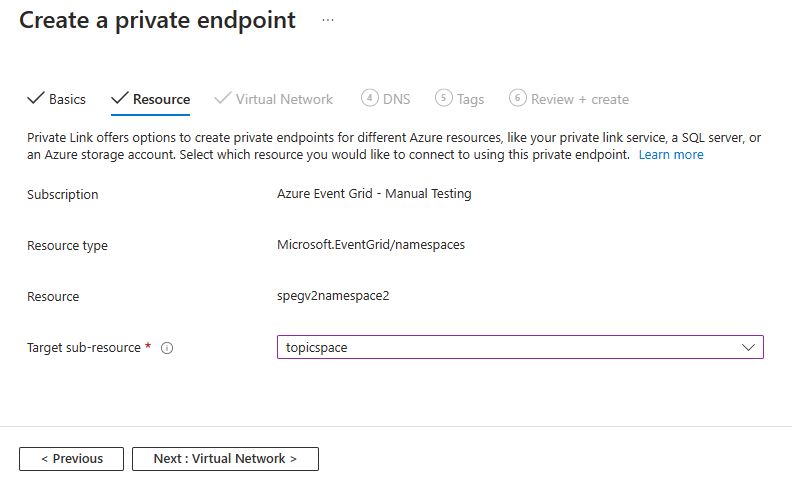 Create a private endpoint ...
Basics Resource Virtual Network 4 DNS 5 Tags 6 Review + create
Private Link offers options to create private endpoints for different Azure resources, like your private link service, a SQL server, or
an Azure storage account. Select which resource you would like to connect to using this private endpoint. Learn more
Subscription Azure Event Grid - Manual Testing
Resource type Microsoft.EventGrid/namespaces
Resource spegv2namespace2
Target sub-resource * topicspace
< Previous Next : Virtual Network >